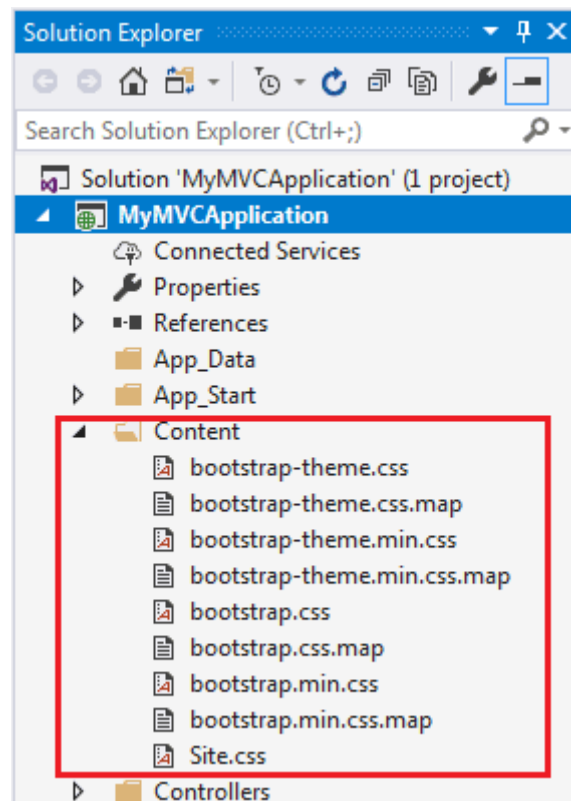 Solution Explorer
Search Solution Explorer (Ctrl+;)
Solution 'MyMVCApplication' (1 project)
MyMVCApplication
Connected Services
Properties
References
App_Data
App_Start
Content
bootstrap-theme.css
bootstrap-theme.css.map
bootstrap-theme.min.css
bootstrap-theme.min.css.map
bootstrap.css
bootstrap.css.map
bootstrap.min.css
bootstrap.min.css.map
Site.css
Controllers